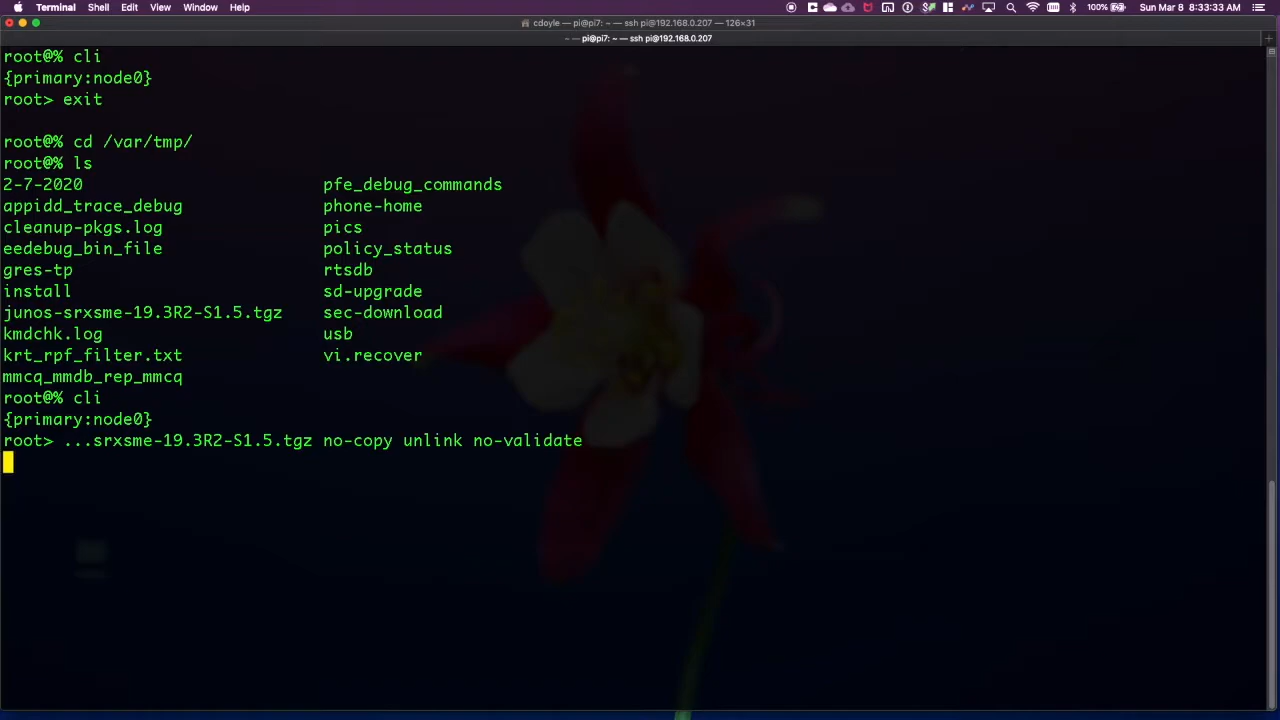 Terminal Shell Edit View Window Help 100% Sun Mar 8 8:33:33 AM
cdoyle — pi@pi7: ~ — ssh pi@192.168.0.207 — 126×31
~ — pi@pi7: ~ — ssh pi@192.168.0.207
root@% cli
{primary:node0}
root> exit
root@% cd /var/tmp/
root@% ls
2-7-2020 pfe_debug_commands
appidd_trace_debug phone-home
cleanup-pkgs.log pics
eedebug_bin_file policy_status
gres-tp rtsdb
install sd-upgrade
junos-srxsme-19.3R2-S1.5.tgz sec-download
kmdchk.log usb
krt_rpf_filter.txt vi.recover
mmcq_mmdb_rep_mmcq
root@% cli
{primary:node0}
root> ...srxsme-19.3R2-S1.5.tgz no-copy unlink no-validate